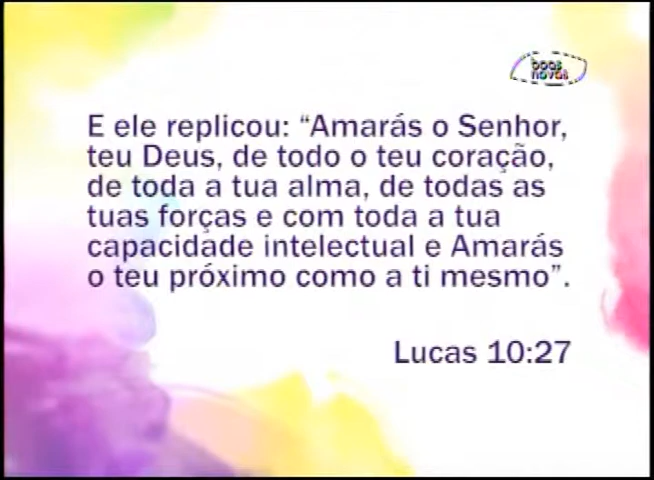 boas
novas
E ele replicou: “Amarás o Senhor,
teu Deus, de todo o teu coração,
de toda a tua alma, de todas as
tuas forças e com toda a tua
capacidade intelectual e Amarás
o teu próximo como a ti mesmo”.
Lucas 10:27